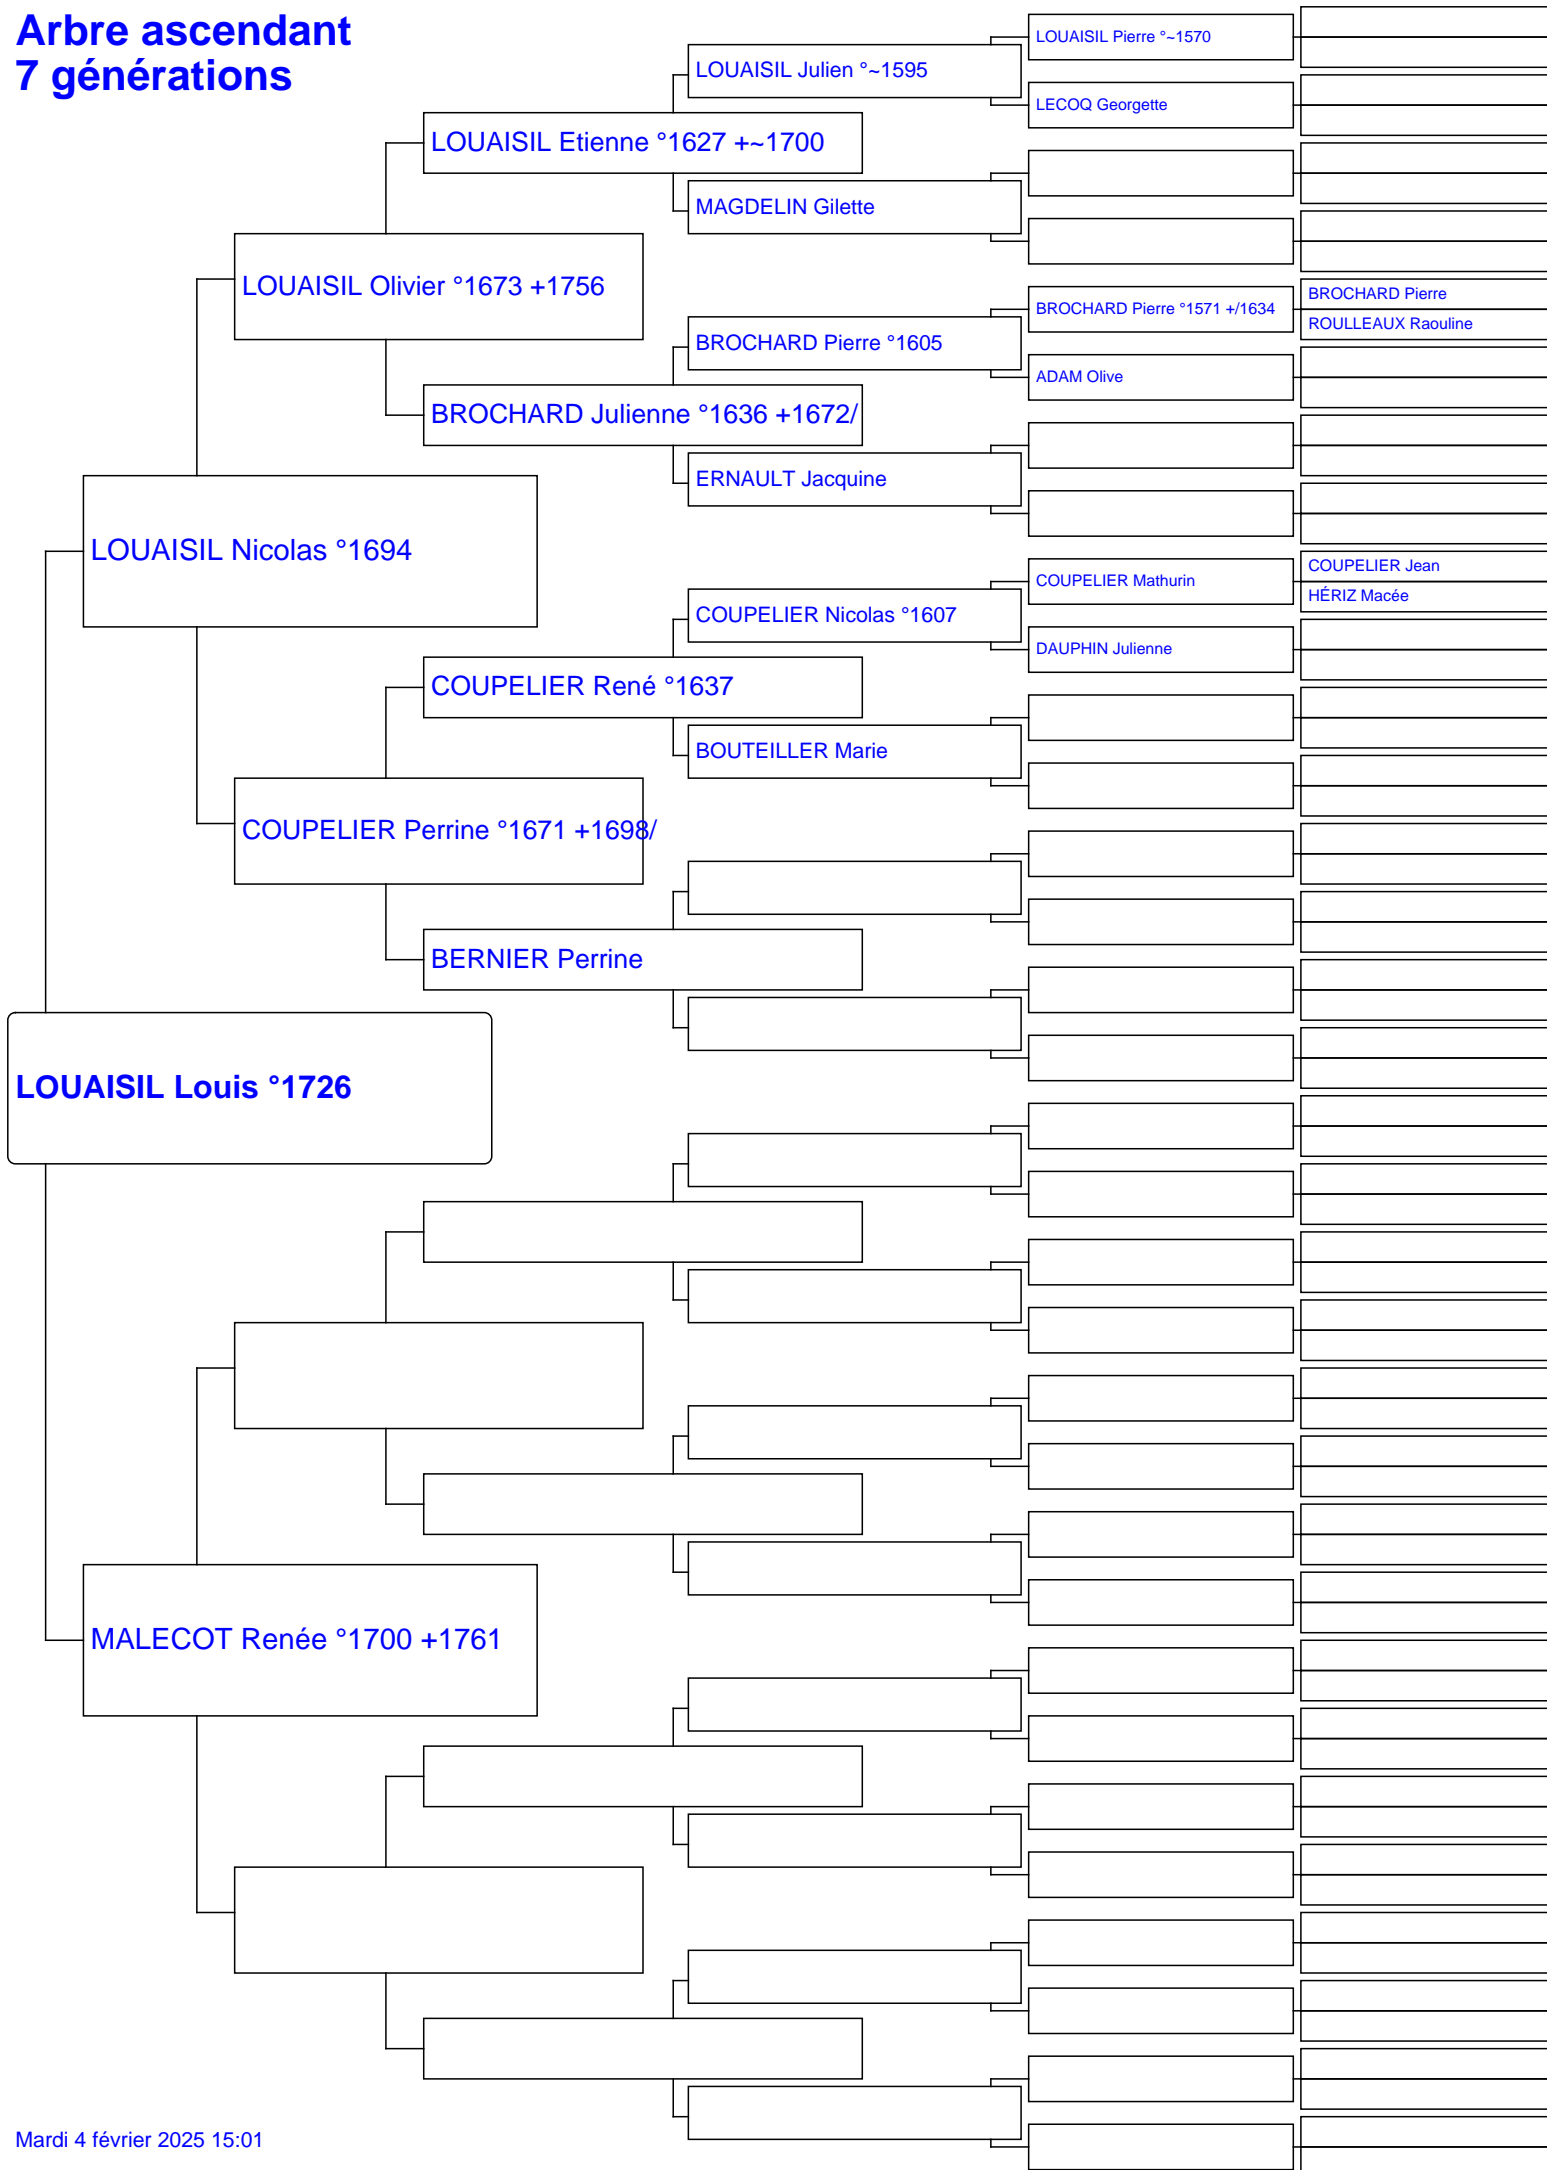 Arbre ascendant
7 générations
LOUAISIL Louis °1726
LOUAISIL Nicolas °1694
MALECOT Renée °1700 +1761
LOUAISIL Olivier °1673 +1756
COUPELIER Perrine °1671 +1698/
LOUAISIL Etienne °1627 +~1700
BROCHARD Julienne °1636 +1672/
COUPELIER René °1637
BERNIER Perrine
LOUAISIL Julien °~1595
MAGDELIN Gilette
BROCHARD Pierre °1605
ERNAULT Jacquine
COUPELIER Nicolas °1607
BOUTEILLER Marie
LOUAISIL Pierre °~1570
LECOQ Georgette
BROCHARD Pierre °1571 +/1634
ADAM Olive
COUPELIER Mathurin
DAUPHIN Julienne
BROCHARD Pierre
ROULLEAUX Raouline
COUPELIER Jean
HÉRIZ Macée
Mardi 4 février 2025 15:01